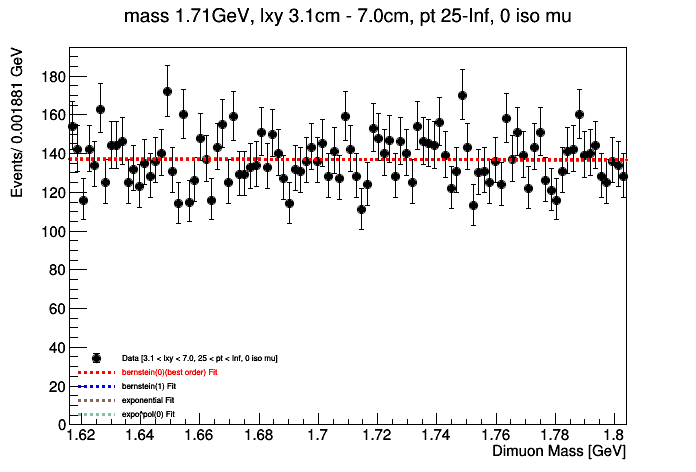 mass 1.71GeV, lxy 3.1cm - 7.0cm, pt 25-Inf, 0 iso mu
Events/ 0.001881 GeV
180
160
140
120
100
80
60
40
20
0
Data [3.1 < lxy < 7.0, 25 < pt < Inf, 0 iso mu]
bernstein(0)(best order) Fit
bernstein(1) Fit
exponential Fit
expo*pol(0) Fit
1.62 1.64 1.66 1.68 1.7 1.72 1.74 1.76 1.78 1.8
Dimuon Mass [GeV]